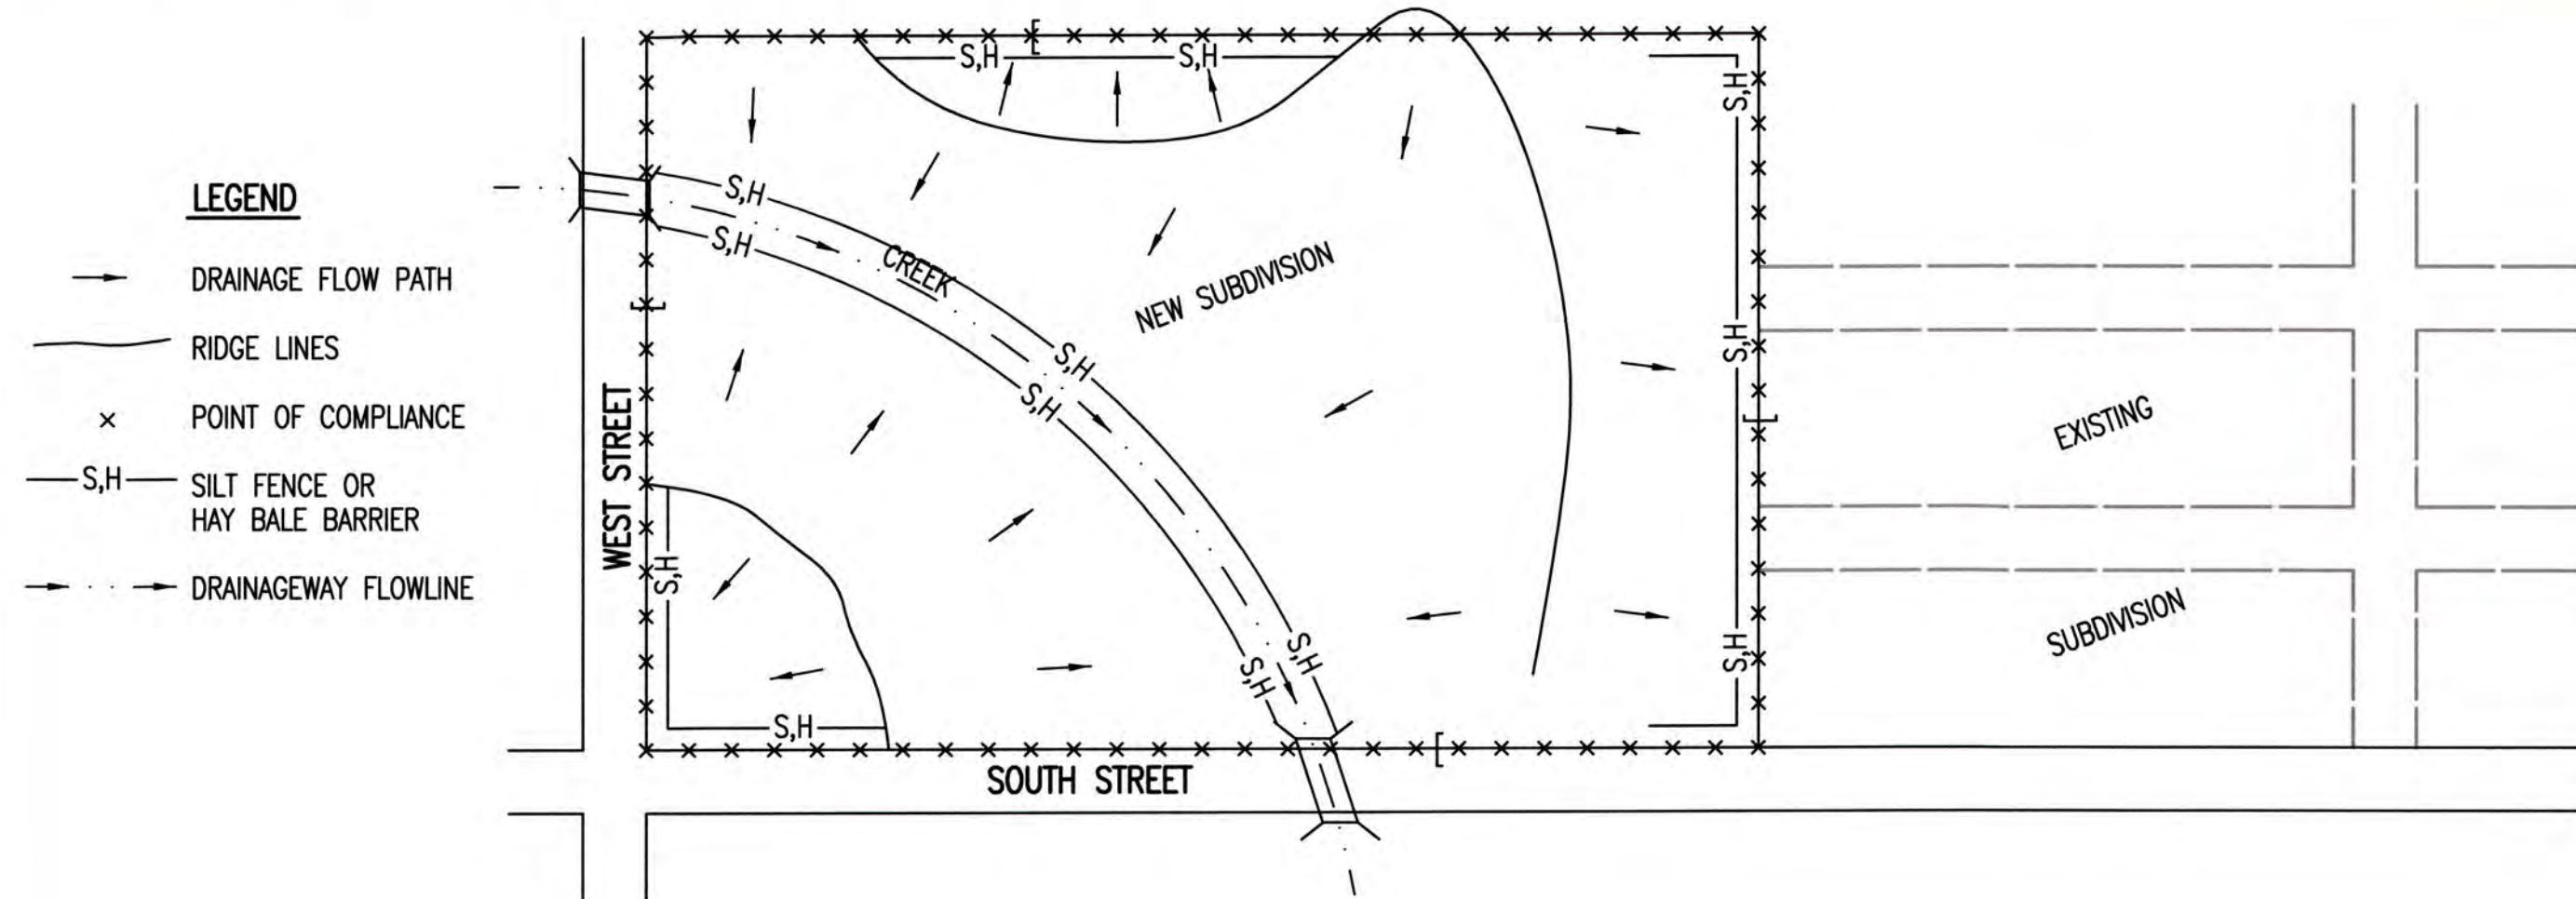 LEGEND
DRAINAGE FLOW PATH
RIDGE LINES
POINT OF COMPLIANCE
S,H
SILT FENCE OR
HAY BALE BARRIER
DRAINAGEWAY FLOWLINE
S,H
S,H
S,H
S,H
S,H
CREEK
NEW SUBDIVISION
S,H
S,H
S,H
WEST STREET
EXISTING
S,H
SUBDIVISION
S,H
S,H
S,H
S,H
SOUTH STREET